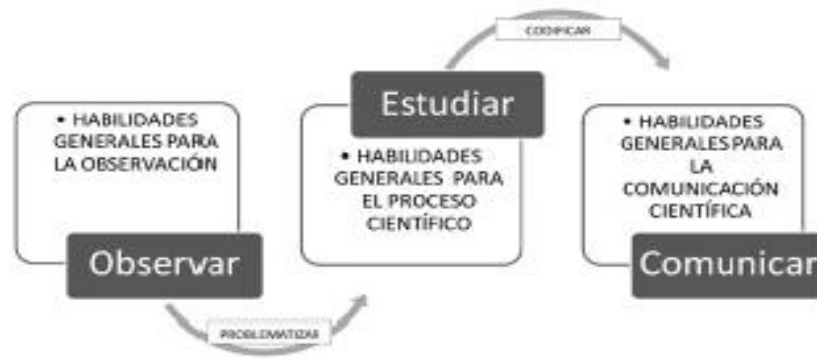 • HABILIDADES
GENERALES PARA
LA OBSERVACIÓN
Observar
PROBLEMATIZAR
Estudiar
• HABILIDADES
GENERALES PARA
EL PROCESO
CIENTÍFICO
CODIFICAR
• HABILIDADES
GENERALES PARA
LA
COMUNICACIÓN
CIENTÍFICA
Comunicar